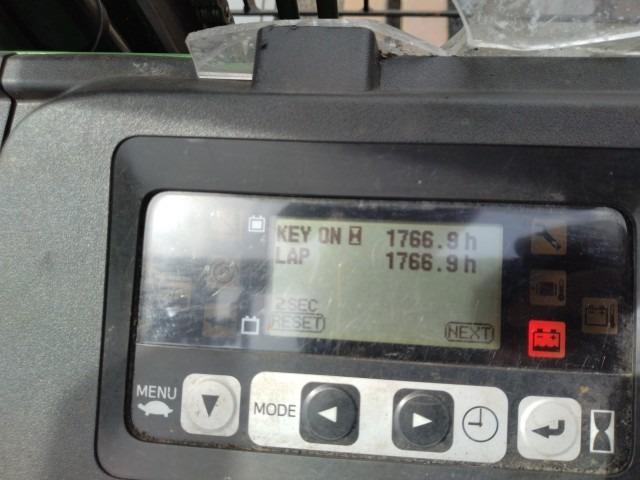 KEY ON 1766.9h
LAP 1766.9h
2SEC
RESET
NEXT
MENU
MODE